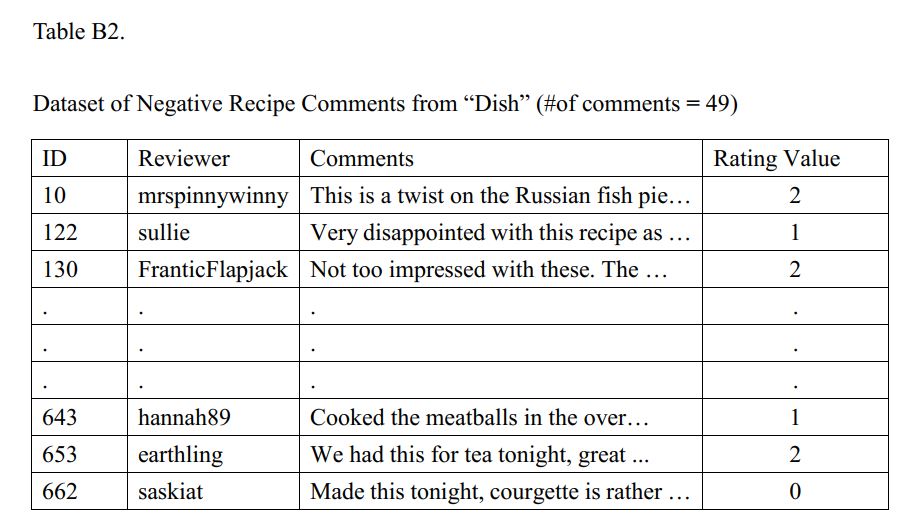 Table B2.
Dataset of Negative Recipe Comments from “Dish” (#of comments = 49)
ID Reviewer Comments Rating Value
10 mrspinnywinny This is a twist on the Russian fish pie… 2
122 sullie Very disappointed with this recipe as … 1
130 FranticFlapjack Not too impressed with these. The … 2
. . . .
. . . .
. . . .
643 hannah89 Cooked the meatballs in the over… 1
653 earthling We had this for tea tonight, great ... 2
662 saskiat Made this tonight, courgette is rather … 0